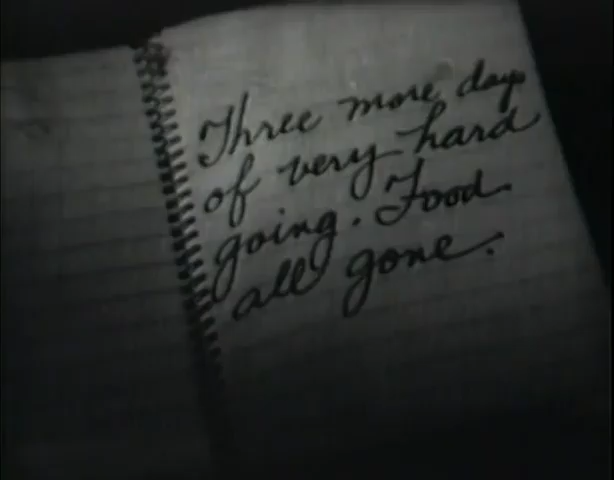 Three more days
of very hard
going. Food
all gone.